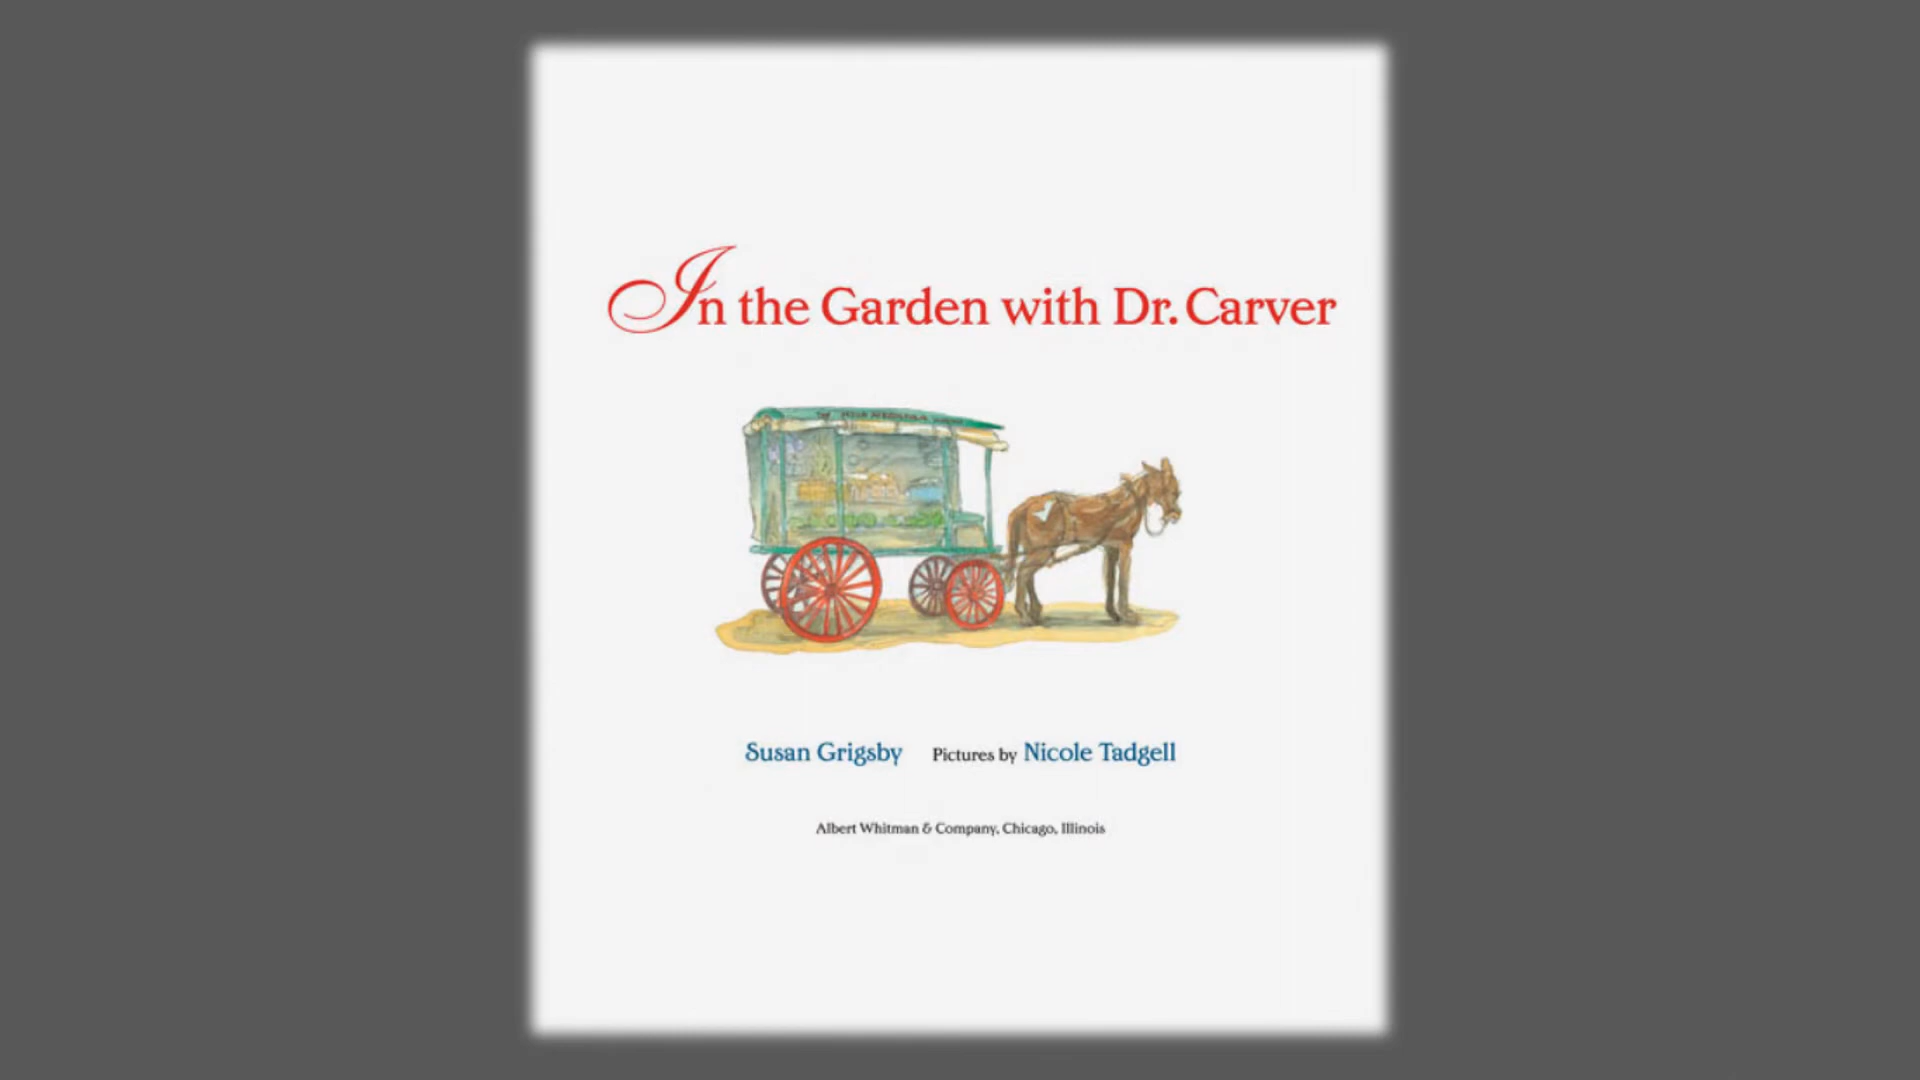 In the Garden with Dr. Carver
Susan Grigsby Pictures by Nicole Tadgell
Albert Whitman & Company, Chicago, Illinois